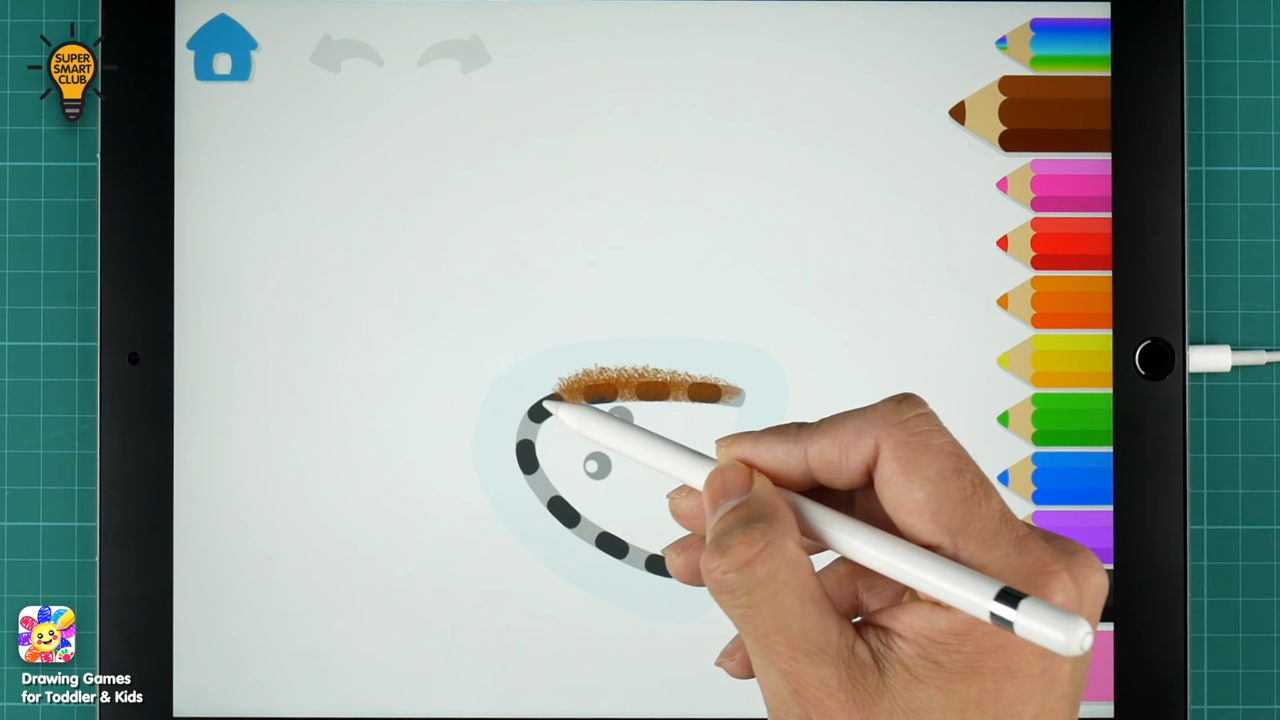 SUPER
SMART
CLUB
Drawing Games
for Toddler & Kids